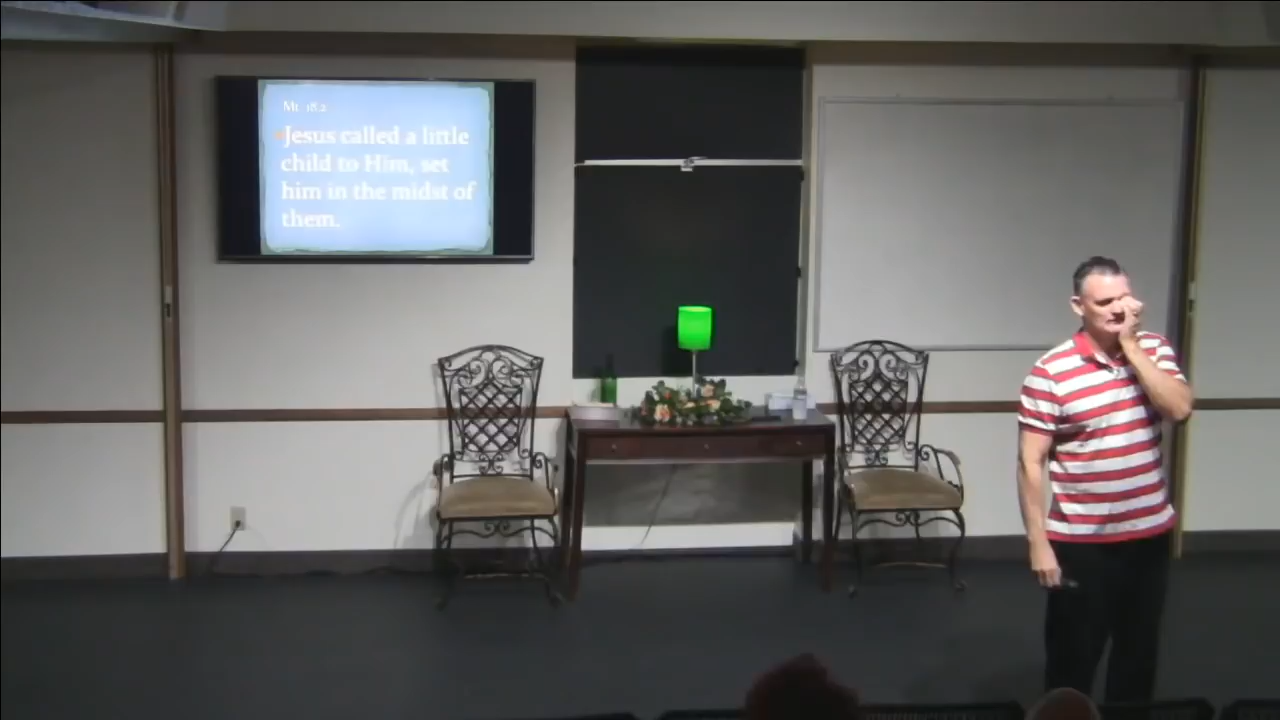 Mt. 18:2
Jesus called a little
child to Him, set
him in the midst of
them.